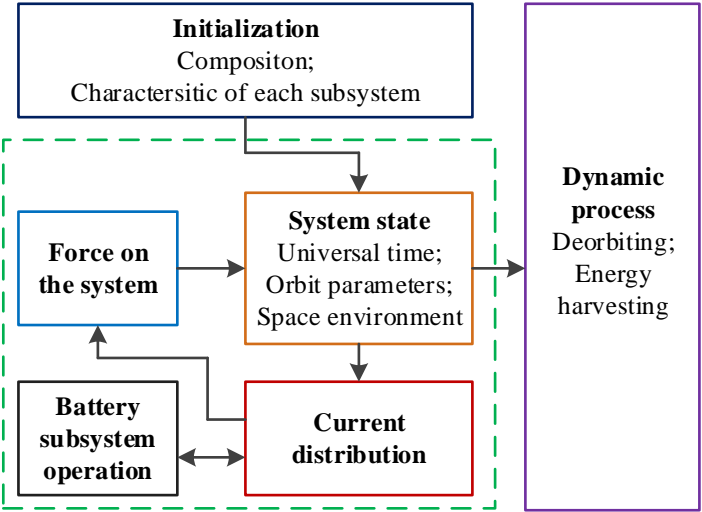 Initialization
Compositon;
Charactersitic of each subsystem
Force on
the system
System state
Universal time;
Orbit parameters;
Space environment
Dynamic
process
Deorbiting;
Energy
harvesting
Battery
subsystem
operation
Current
distribution